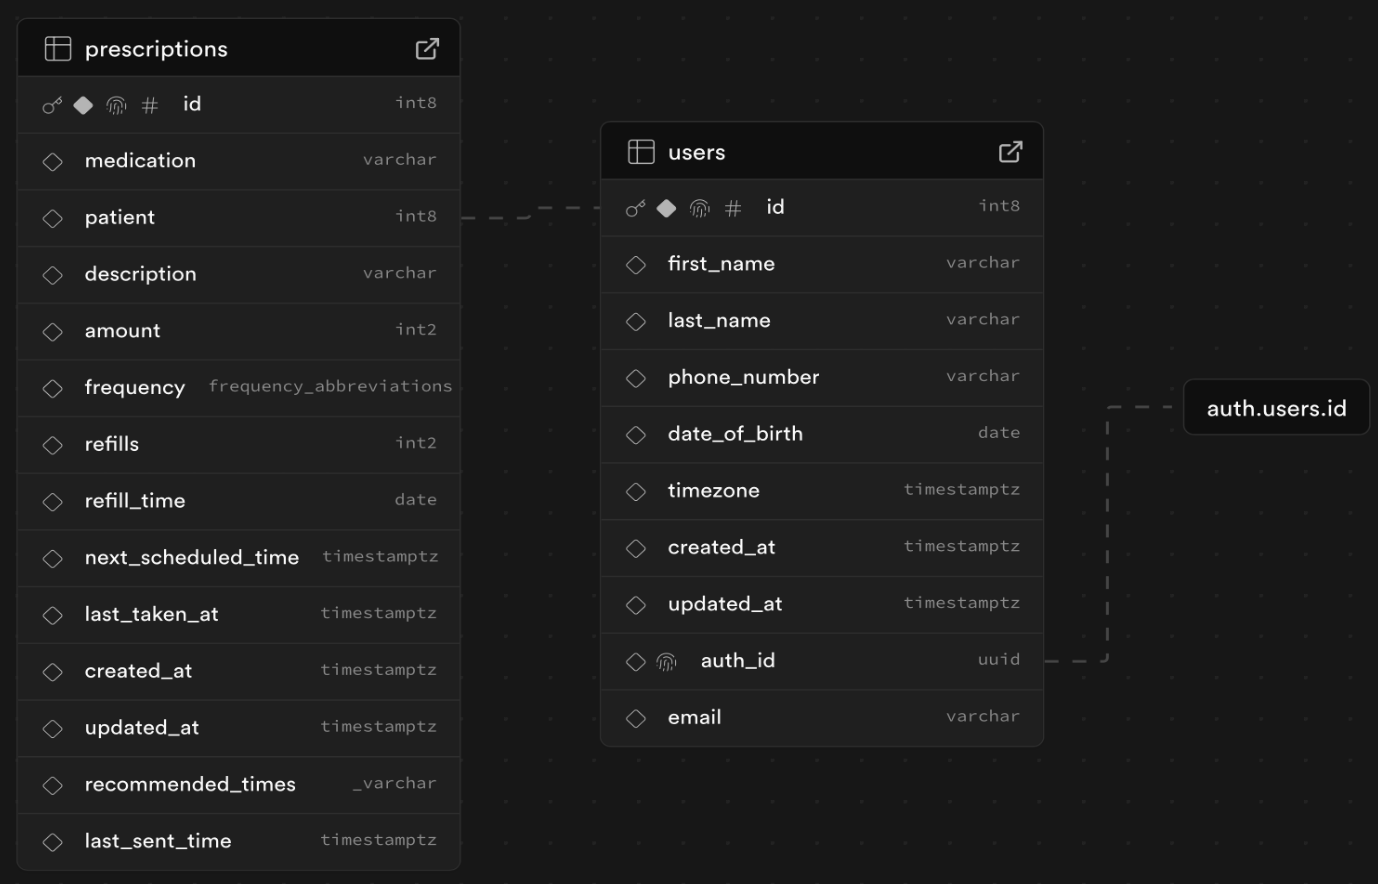 prescriptions
# id int8
medication varchar
patient int8
description varchar
amount int2
frequency frequency_abbreviations
refills int2
refill_time date
next_scheduled_time timestamptz
last_taken_at timestamptz
created_at timestamptz
updated_at timestamptz
recommended_times _varchar
last_sent_time timestamptz
users
# id int8
first_name varchar
last_name varchar
phone_number varchar
date_of_birth date
timezone timestamptz
created_at timestamptz
updated_at timestamptz
auth_id uuid
email varchar
auth.users.id